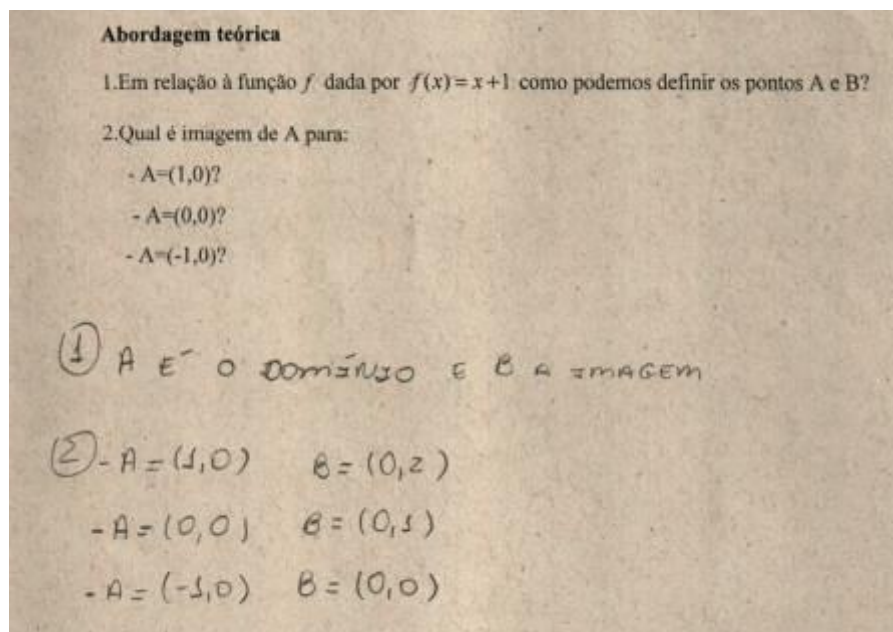 Abordagem teórica
1.Em relação à função f dada por f(x)=x+1 como podemos definir os pontos A e B?
2.Qual é imagem de A para:
- A=(1,0)?
- A=(0,0)?
- A=(-1,0)?
1 A É O DOMÍNIO E B A IMAGEM
2 - A = (1,0) B = (0,2)
- A = (0,0) B = (0,1)
- A = (-1,0) B = (0,0)